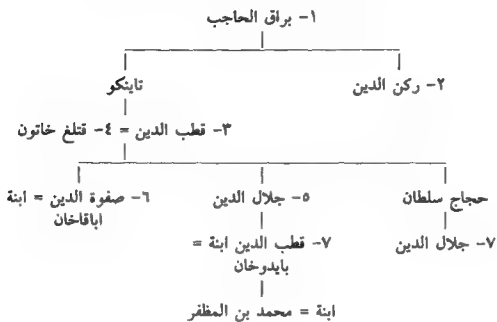 ١- براق الحاجب
٢- ركن الدين
تاينكو
٣- قطب الدين = ٤- قتلغ خاتون
حجاج سلطان
٥- جلال الدين
٦- صفوة الدين = ابنة
اباقاخان
٧- جلال الدين
٧- قطب الدين ابنة =
بايدوخان
ابنة = محمد بن المظفر